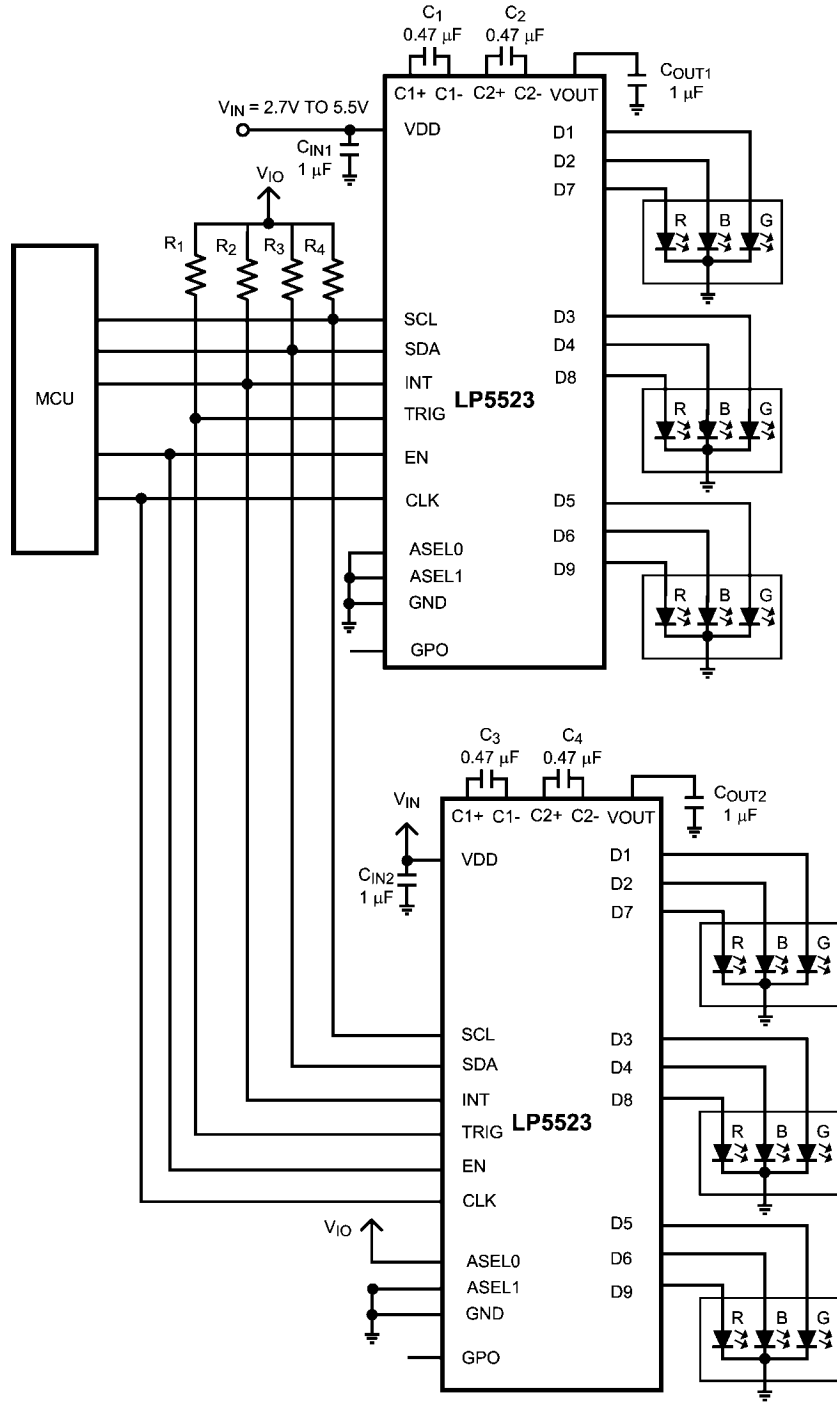 C1
0.47 μF
C2
0.47 μF
C1+ C1- C2+ C2- VOUT
COUT1
1 μF
VIN = 2.7V TO 5.5V
VDD
CIN1
1 μF
VIO
R1
R2
R3
R4
MCU
SCL
SDA
INT
TRIG
EN
CLK
ASEL0
ASEL1
GND
GPO
LP5523
D1
D2
D7
R B G
D3
D4
D8
R B G
D5
D6
D9
R B G
C3
0.47 μF
C4
0.47 μF
C1+ C1- C2+ C2- VOUT
COUT2
1 μF
VIN
VDD
CIN2
1 μF
SCL
SDA
INT
TRIG
EN
CLK
VIO
ASEL0
ASEL1
GND
GPO
LP5523
D1
D2
D7
R B G
D3
D4
D8
R B G
D5
D6
D9
R B G